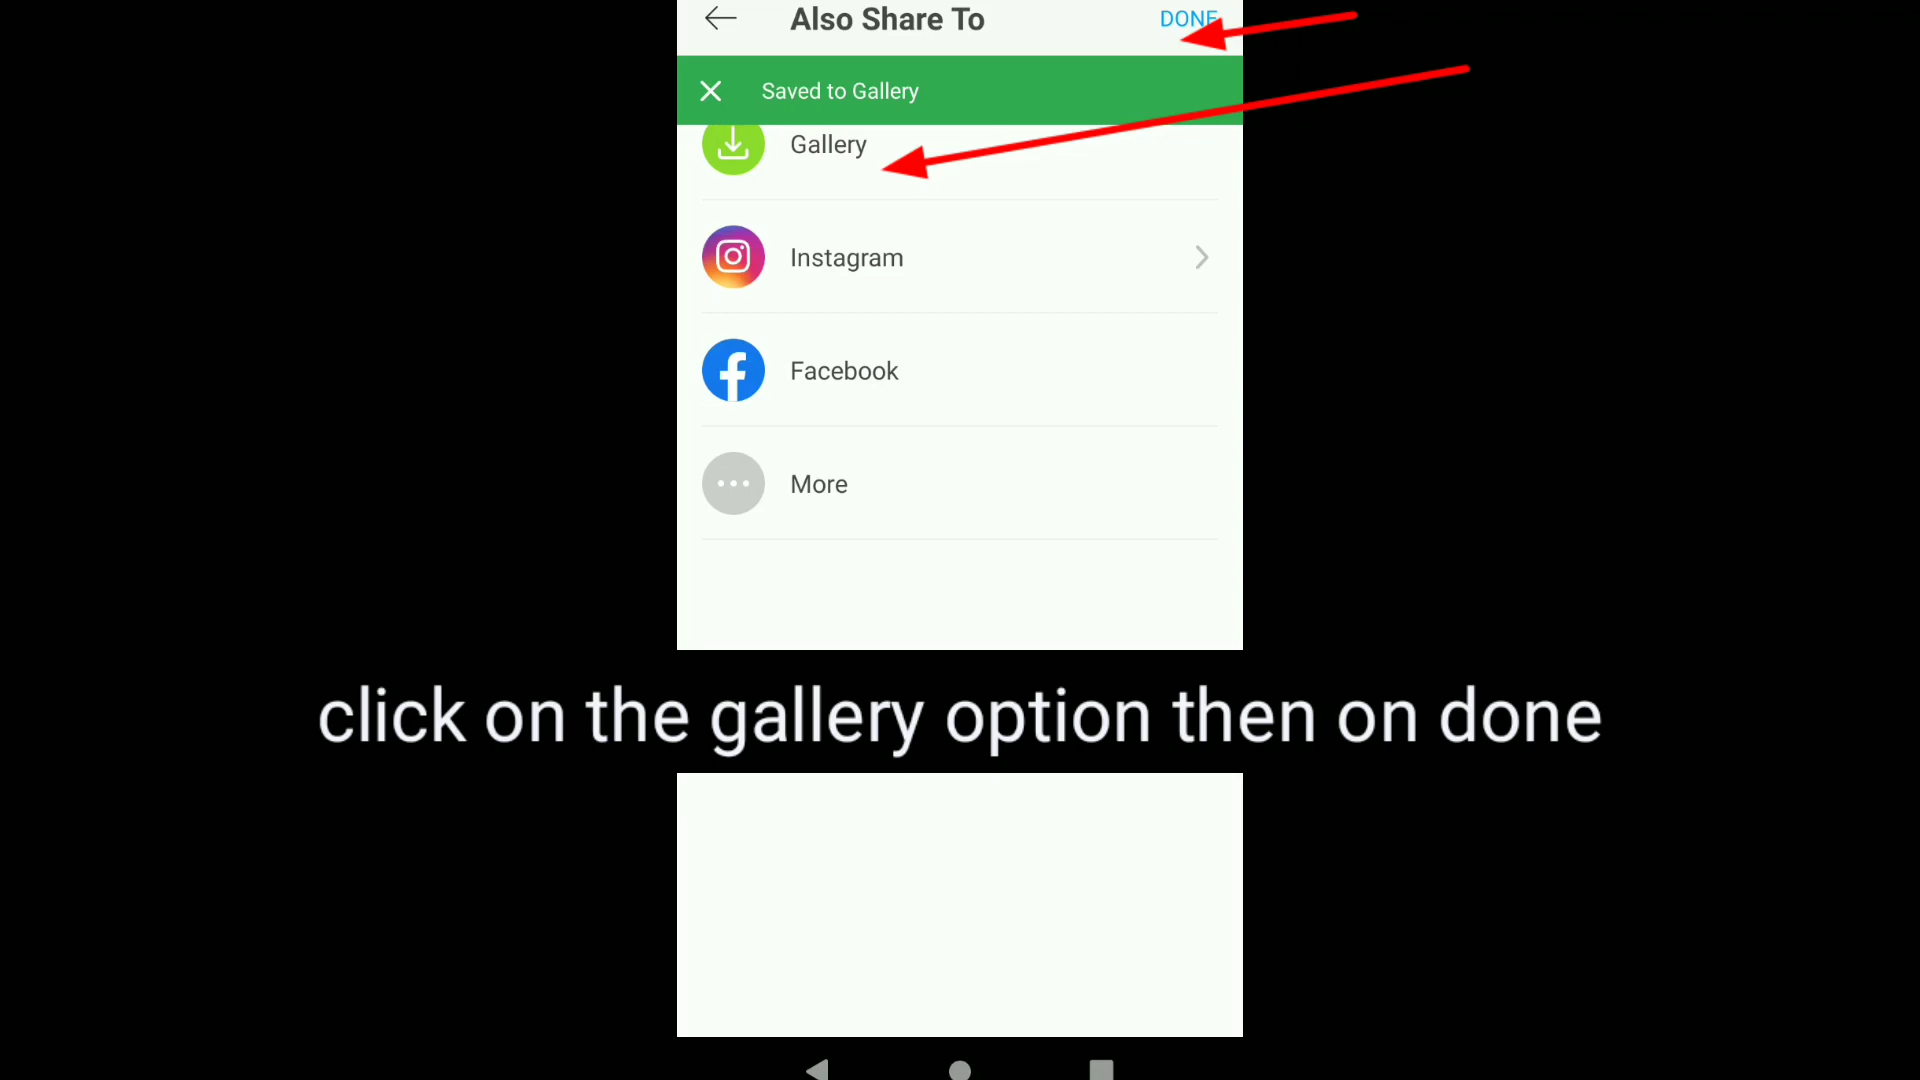 Also Share To
DONE
Saved to Gallery
Gallery
Instagram
Facebook
More
click on the gallery option then on done